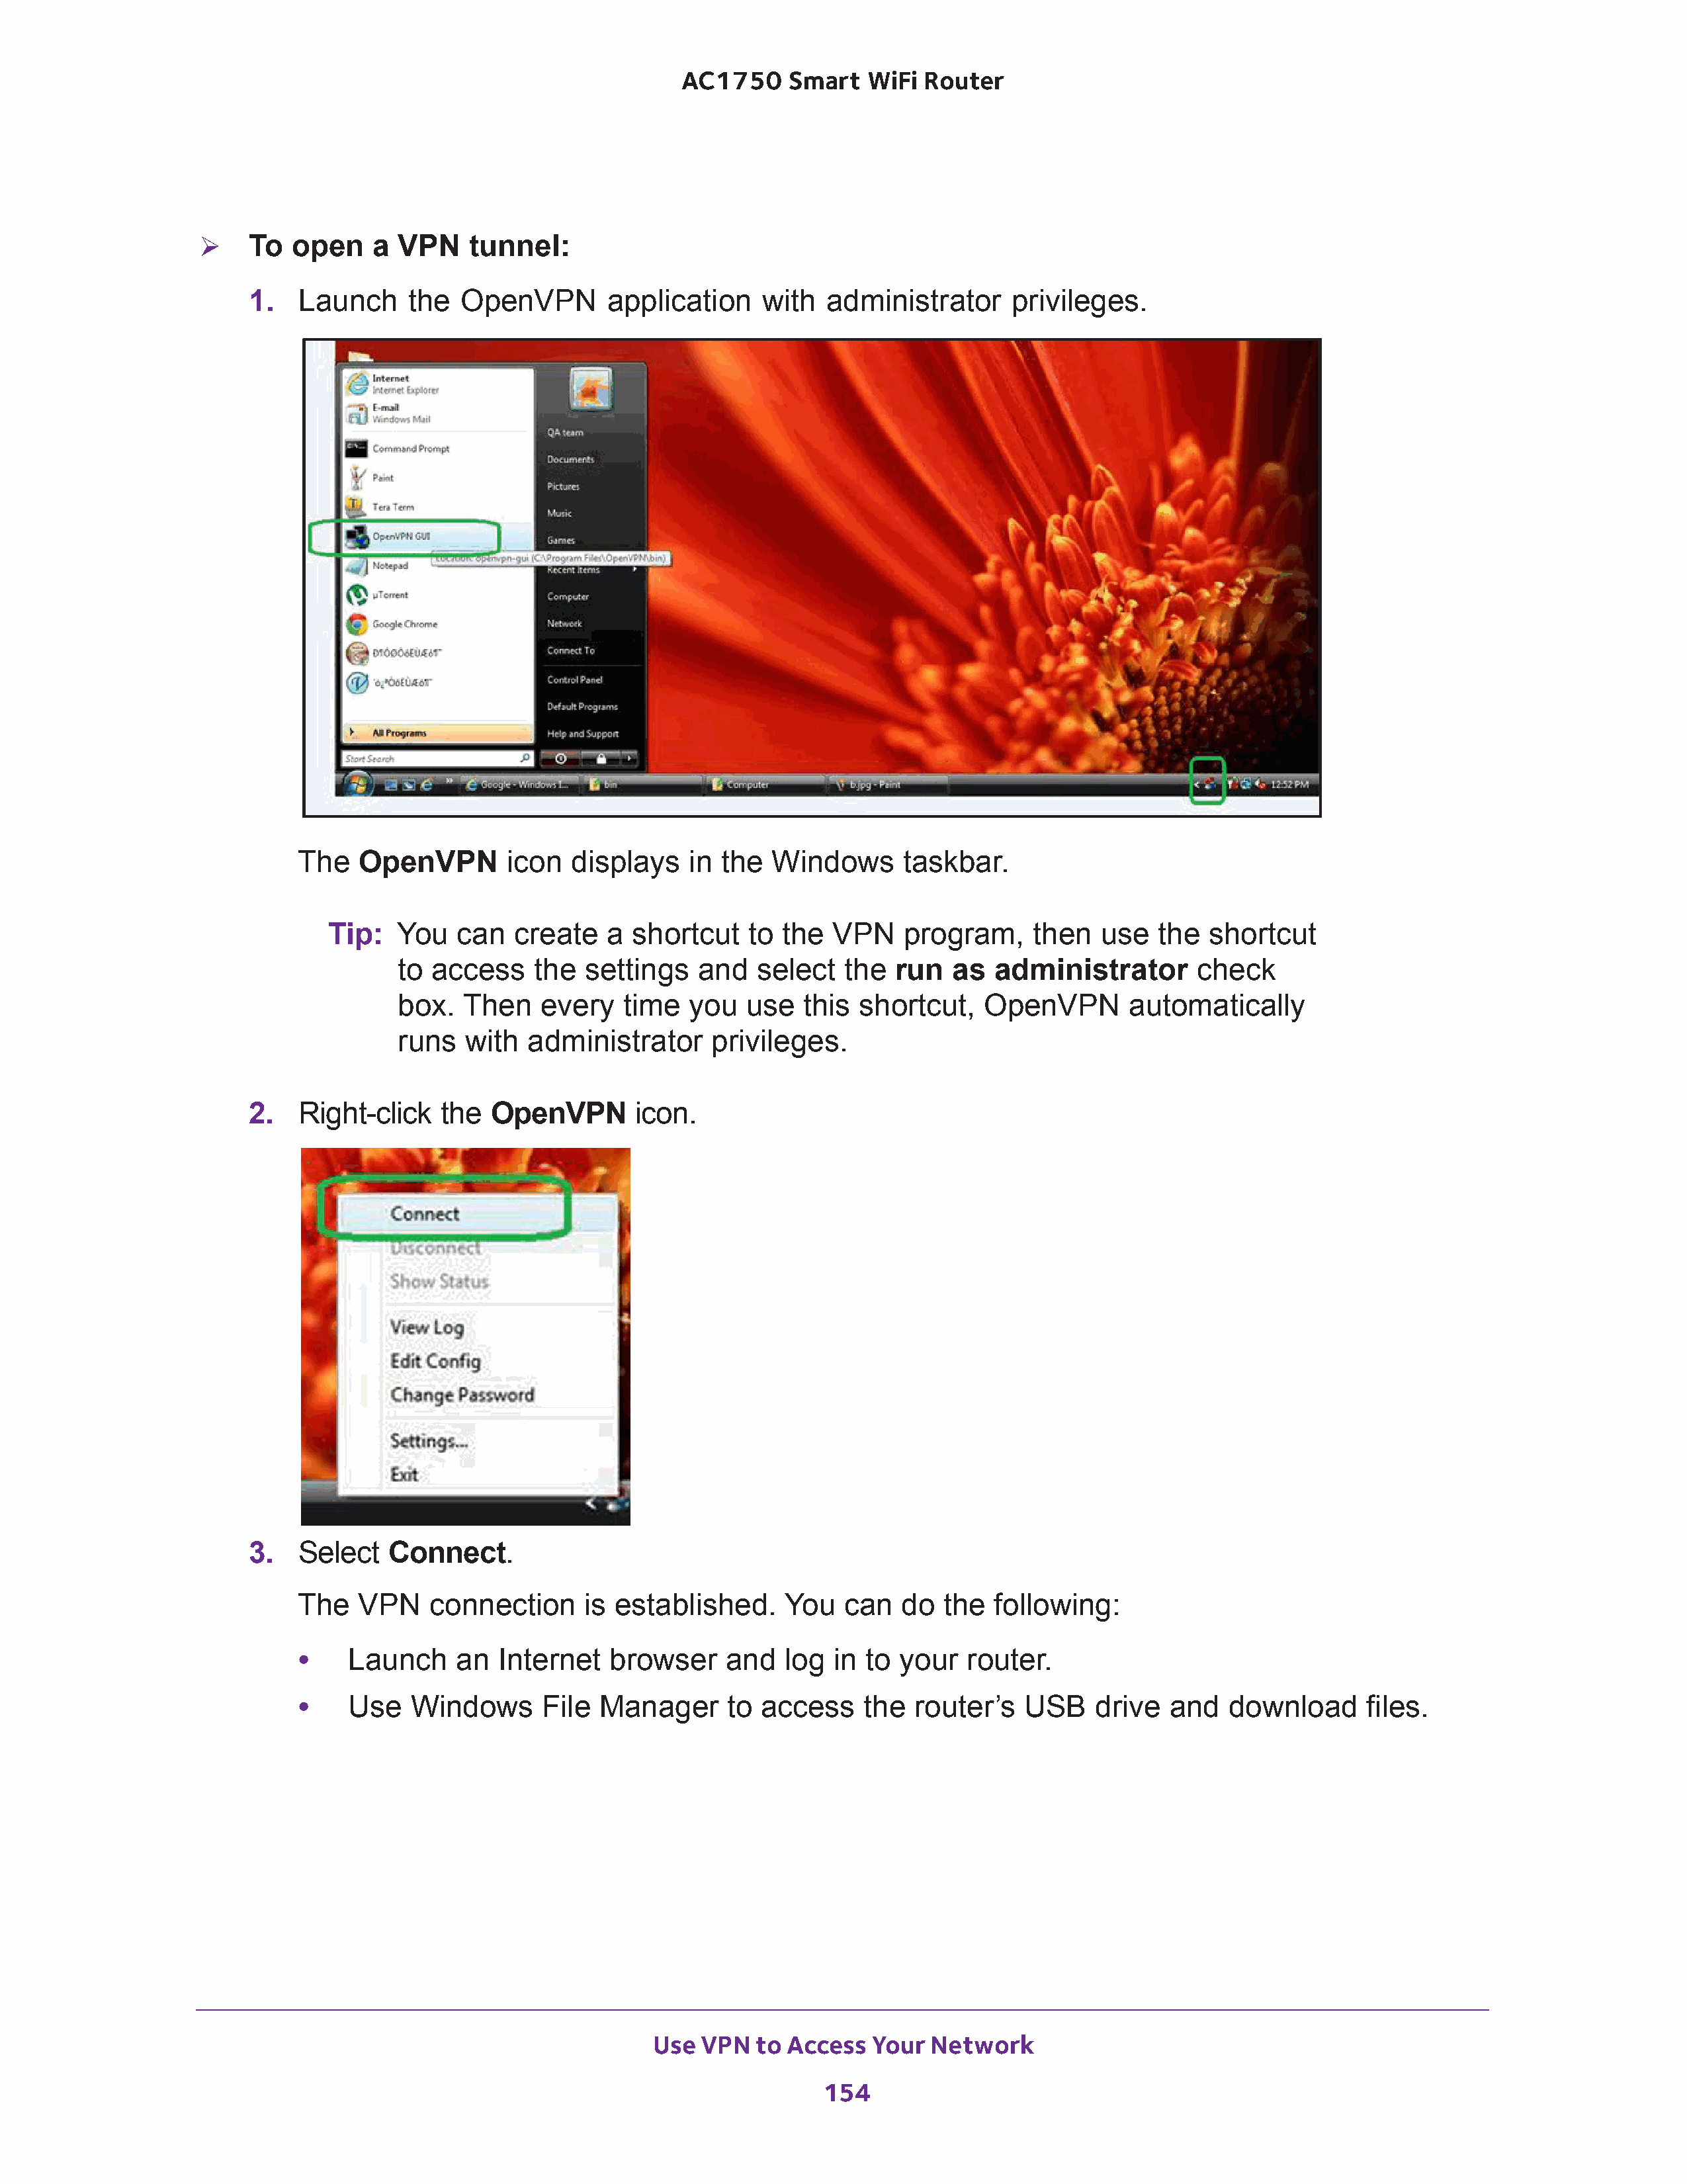 AC1750 Smart WiFi Router
➢ To open a VPN tunnel:
1. Launch the OpenVPN application with administrator privileges.
Internet
Internet Explorer
E-mail
Windows Mail
Command Prompt
Paint
Tera Term
OpenVPN GUI
Location: openvpn-gui (C:\Program Files\OpenVPN\bin)
Notepad
µTorrent
Google Chrome
All Programs
Start Search
QA team
Documents
Pictures
Music
Games
Recent Items
Computer
Network
Connect To
Control Panel
Default Programs
Help and Support
Google - Windows I...
bin
Computer
b.jpg - Paint
12:52 PM
The OpenVPN icon displays in the Windows taskbar.
Tip: You can create a shortcut to the VPN program, then use the shortcut
to access the settings and select the run as administrator check
box. Then every time you use this shortcut, OpenVPN automatically
runs with administrator privileges.
2. Right-click the OpenVPN icon.
Connect
Disconnect
Show Status
View Log
Edit Config
Change Password
Settings...
Exit
3. Select Connect.
The VPN connection is established. You can do the following:
• Launch an Internet browser and log in to your router.
• Use Windows File Manager to access the router’s USB drive and download files.
Use VPN to Access Your Network
154